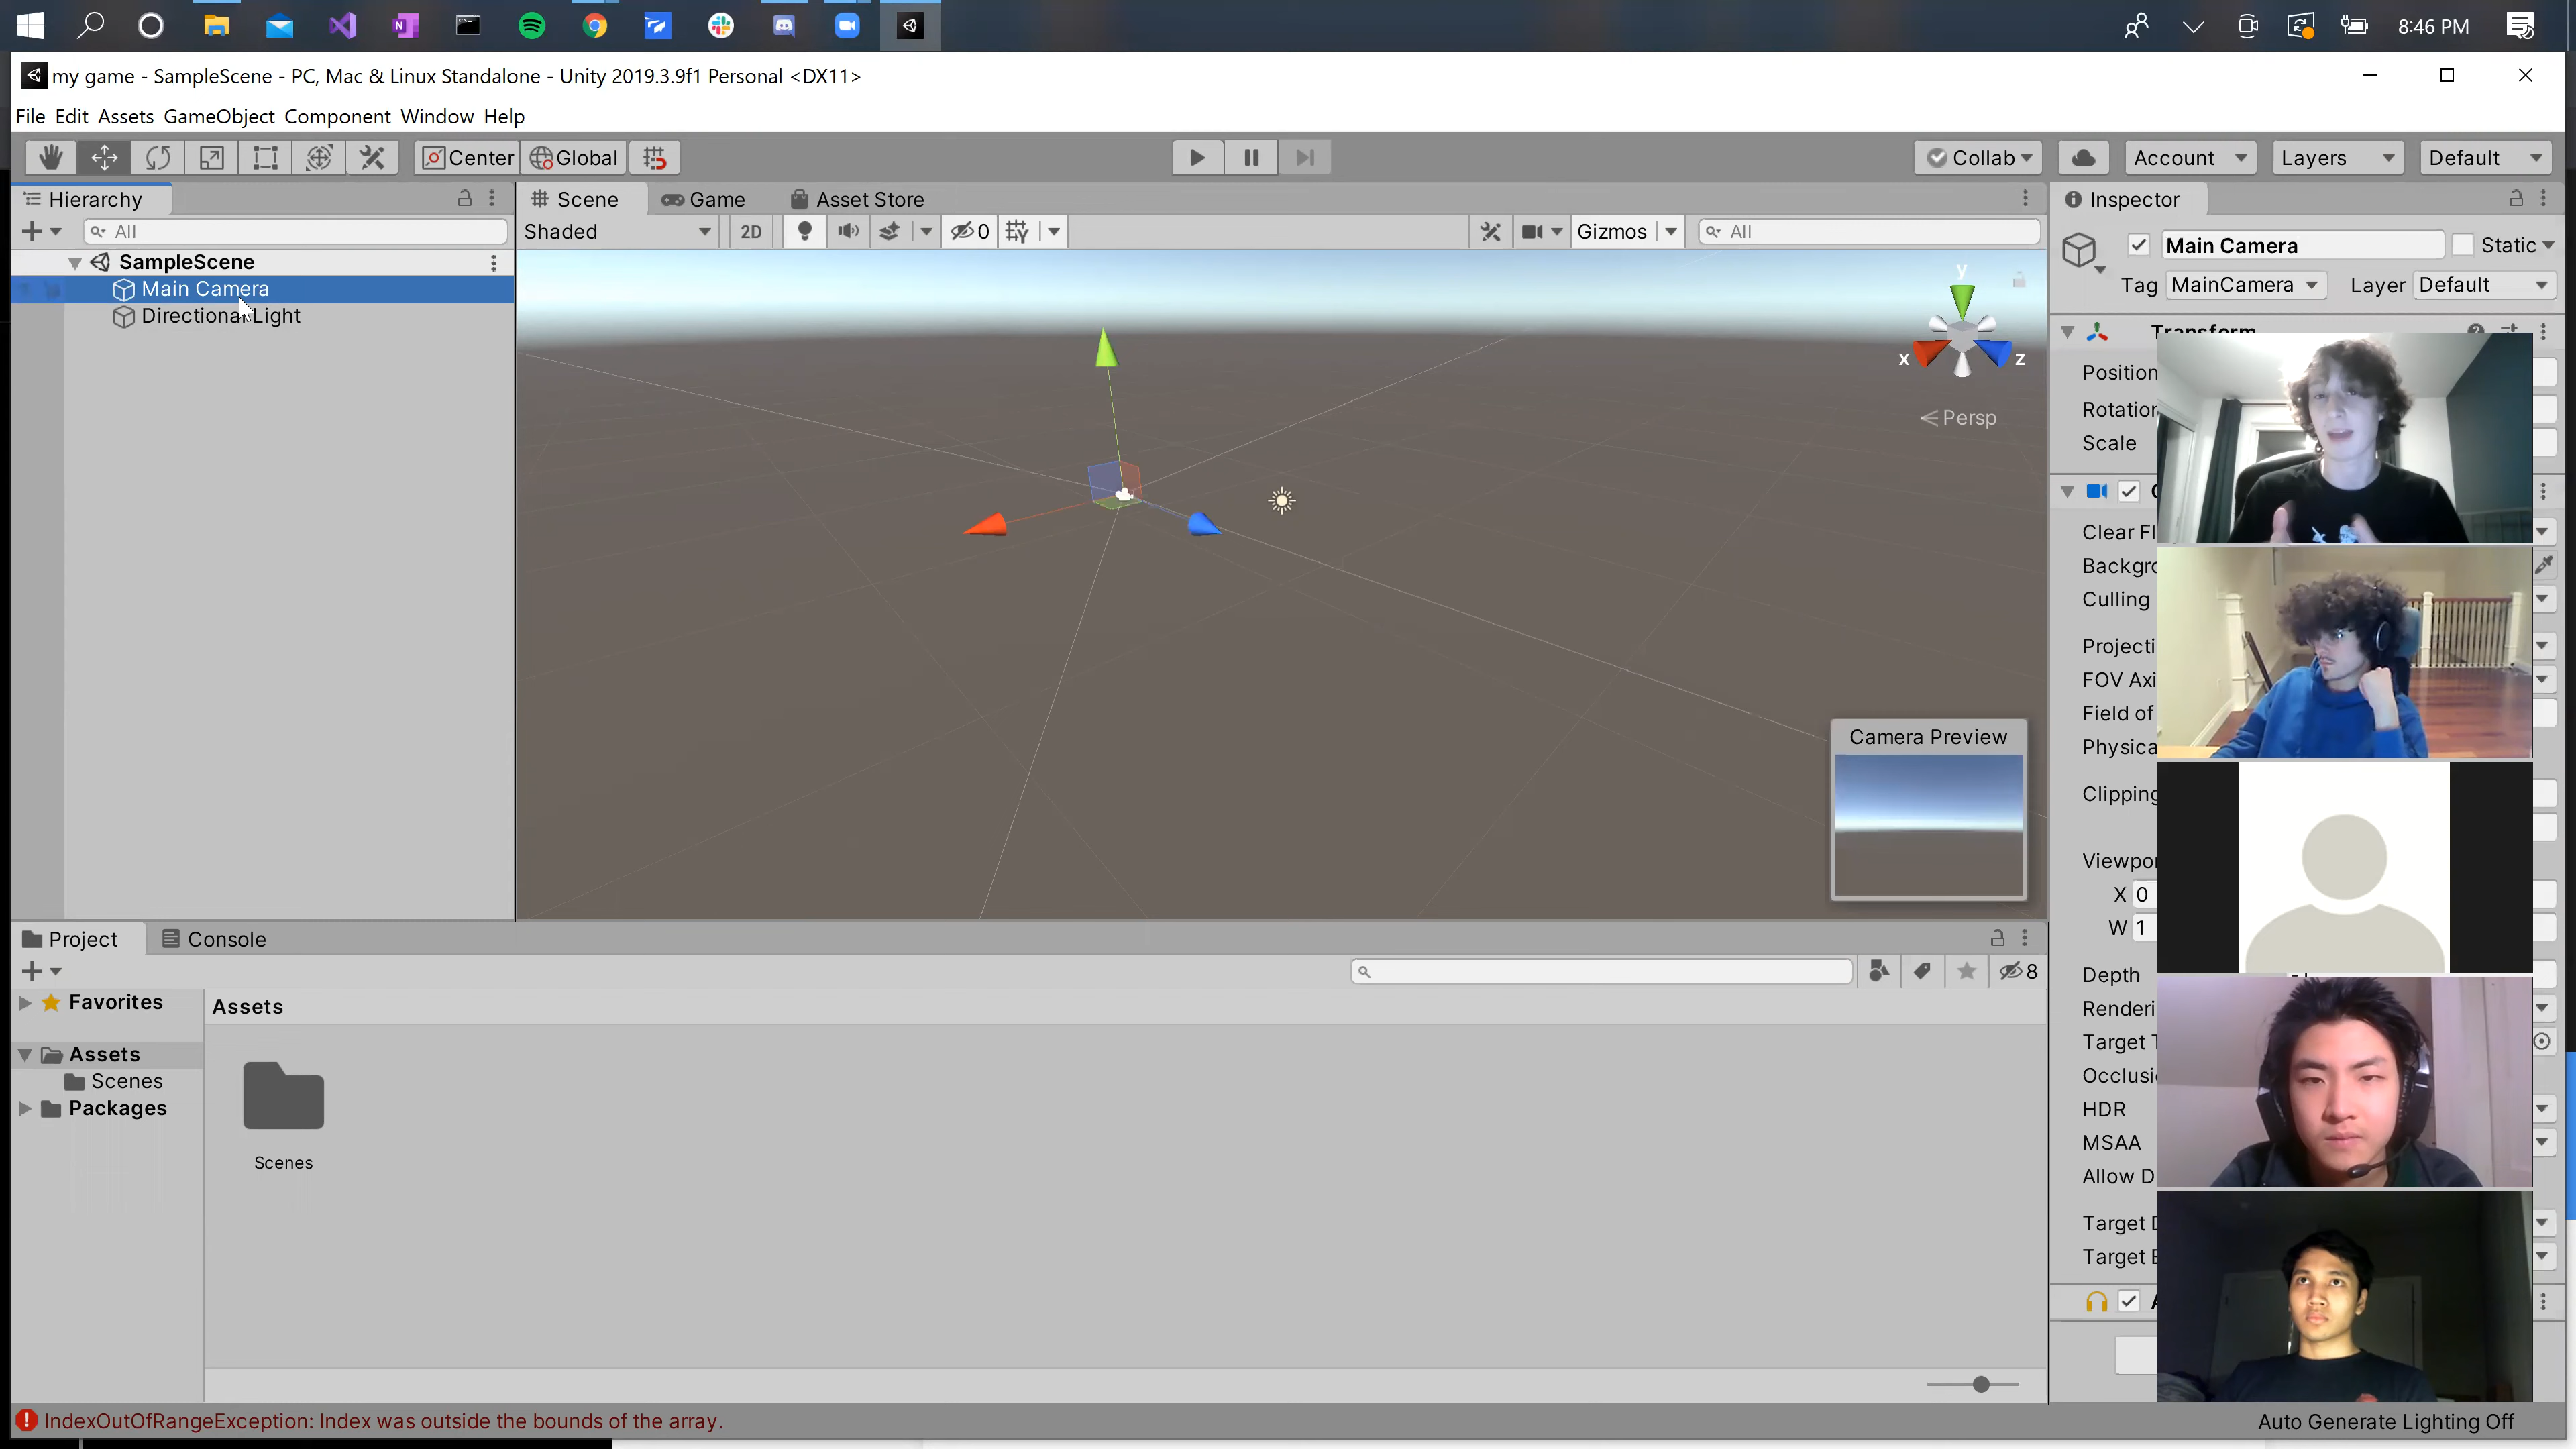 8:46 PM
my game - SampleScene - PC, Mac & Linux Standalone - Unity 2019.3.9f1 Personal <DX11>
File Edit Assets GameObject Component Window Help
Center Global Collab Account Layers Default
Hierarchy
All
SampleScene
Main Camera
Directional Light
Scene Game Asset Store
Shaded 2D 0 Gizmos All
y
x z
Persp
Camera Preview
Inspector
Main Camera Static
Tag MainCamera Layer Default
Transform
Position
Rotation
Scale
Clear Fl
Backgro
Culling
Projecti
FOV Axi
Field of
Physica
Clipping
Viewpor
X 0
W 1
Depth
Renderi
Target T
Occlusi
HDR
MSAA
Allow D
Target D
Target E
Project Console
8
Favorites
Assets
Scenes
Packages
Assets
Scenes
IndexOutOfRangeException: Index was outside the bounds of the array.
Auto Generate Lighting Off